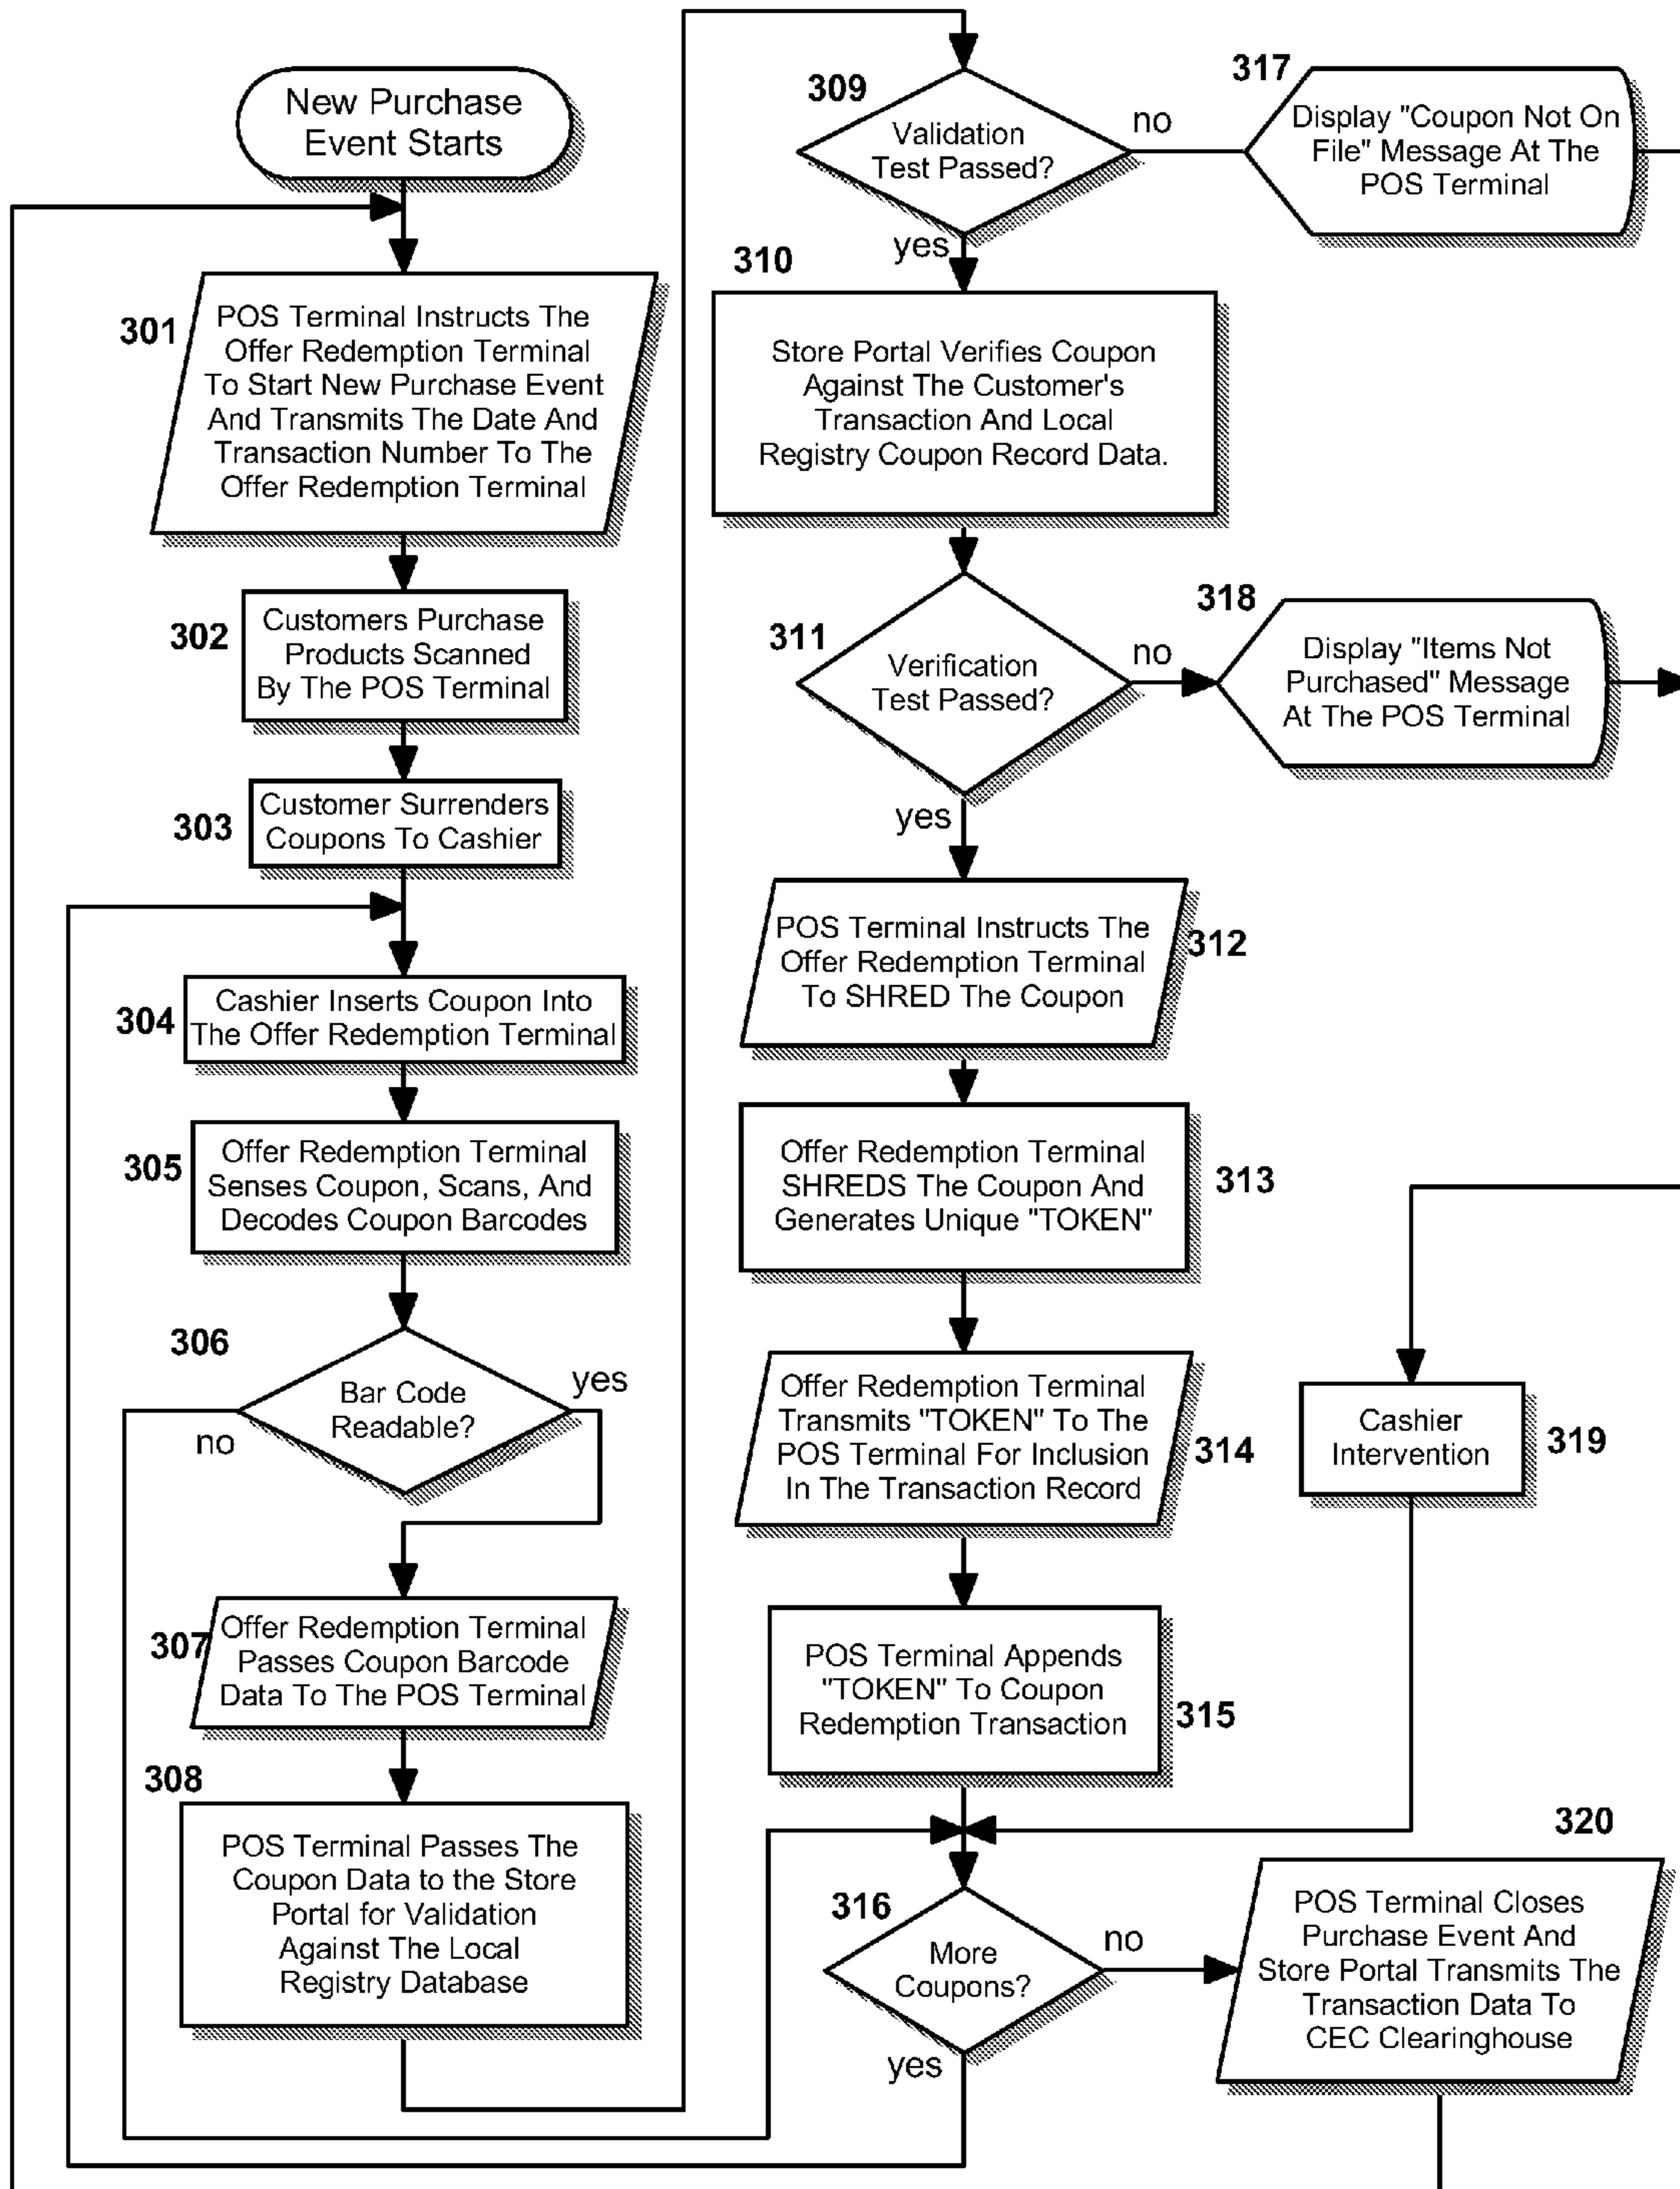 New Purchase
Event Starts
301
POS Terminal Instructs The
Offer Redemption Terminal
To Start New Purchase Event
And Transmits The Date And
Transaction Number To The
Offer Redemption Terminal
302
Customers Purchase
Products Scanned
By The POS Terminal
303
Customer Surrenders
Coupons To Cashier
304
Cashier Inserts Coupon Into
The Offer Redemption Terminal
305
Offer Redemption Terminal
Senses Coupon, Scans, And
Decodes Coupon Barcodes
306
Bar Code
Readable?
yes
no
307
Offer Redemption Terminal
Passes Coupon Barcode
Data To The POS Terminal
308
POS Terminal Passes The
Coupon Data to the Store
Portal for Validation
Against The Local
Registry Database
309
Validation
Test Passed?
no
yes
317
Display "Coupon Not On
File" Message At The
POS Terminal
310
Store Portal Verifies Coupon
Against The Customer's
Transaction And Local
Registry Coupon Record Data.
311
Verification
Test Passed?
no
yes
318
Display "Items Not
Purchased" Message
At The POS Terminal
312
POS Terminal Instructs The
Offer Redemption Terminal
To SHRED The Coupon
313
Offer Redemption Terminal
SHREDS The Coupon And
Generates Unique "TOKEN"
314
Offer Redemption Terminal
Transmits "TOKEN" To The
POS Terminal For Inclusion
In The Transaction Record
315
POS Terminal Appends
"TOKEN" To Coupon
Redemption Transaction
319
Cashier
Intervention
316
More
Coupons?
no
yes
320
POS Terminal Closes
Purchase Event And
Store Portal Transmits The
Transaction Data To
CEC Clearinghouse